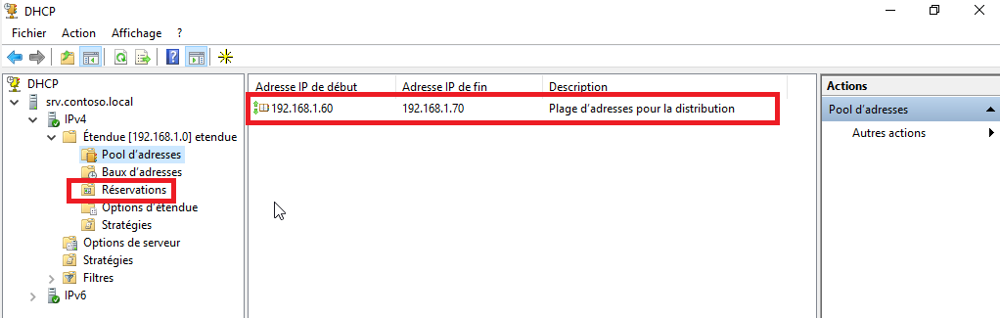 DHCP
Fichier Action Affichage ?
DHCP
srv.contoso.local
IPv4
Étendue [192.168.1.0] etendue
Pool d'adresses
Baux d'adresses
Réservations
Options d'étendue
Stratégies
Options de serveur
Stratégies
Filtres
IPv6
Adresse IP de début Adresse IP de fin Description
192.168.1.60 192.168.1.70 Plage d'adresses pour la distribution
Actions
Pool d'adresses
Autres actions